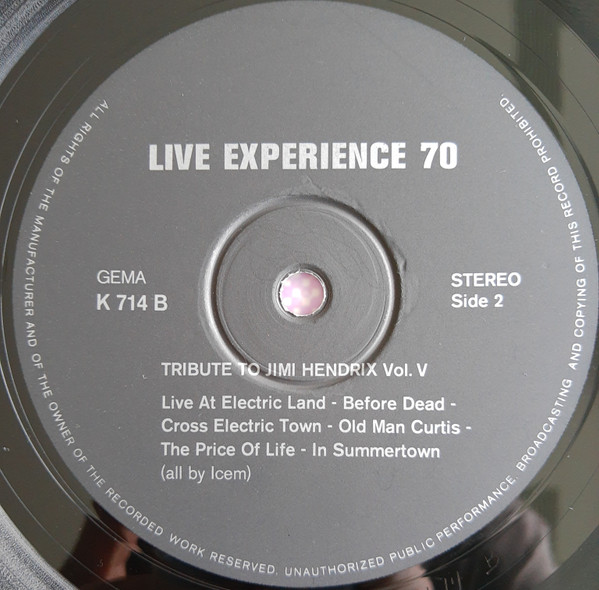 LIVE EXPERIENCE 70
GEMA
K 714 B
STEREO
Side 2
TRIBUTE TO JIMI HENDRIX Vol. V
Live At Electric Land - Before Dead -
Cross Electric Town - Old Man Curtis -
The Price Of Life - In Summertown
(all by Icem)
ALL RIGHTS OF THE MANUFACTURER AND OF THE OWNER OF THE RECORDED WORK RESERVED. UNAUTHORIZED PUBLIC PERFORMANCE, BROADCASTING AND COPYING OF THIS RECORD PROHIBITED.